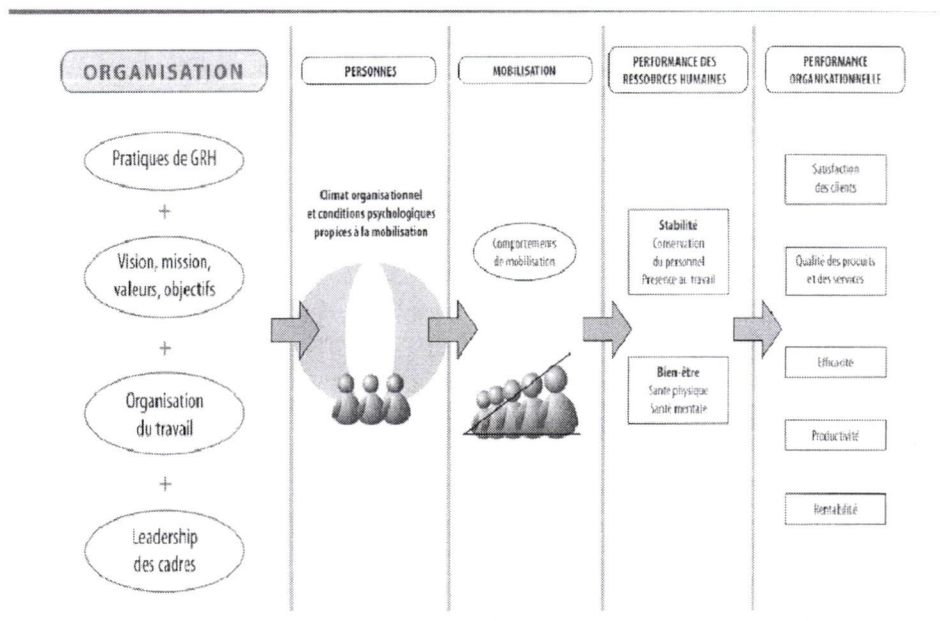 ORGANISATION
Pratiques de GRH
+
Vision, mission,
valeurs, objectifs
+
Organisation
du travail
+
Leadership
des cadres
PERSONNES
Climat organisationnel
et conditions psychologiques
propices à la mobilisation
MOBILISATION
Comportements
de mobilisation
PERFORMANCE DES
RESSOURCES HUMAINES
Stabilité
Conservation
du personnel
Présence au travail
Bien-être
Santé physique
Santé mentale
PERFORMANCE
ORGANISATIONNELLE
Satisfaction
des clients
Qualité des produits
et des services
Efficacité
Productivité
Rentabilité